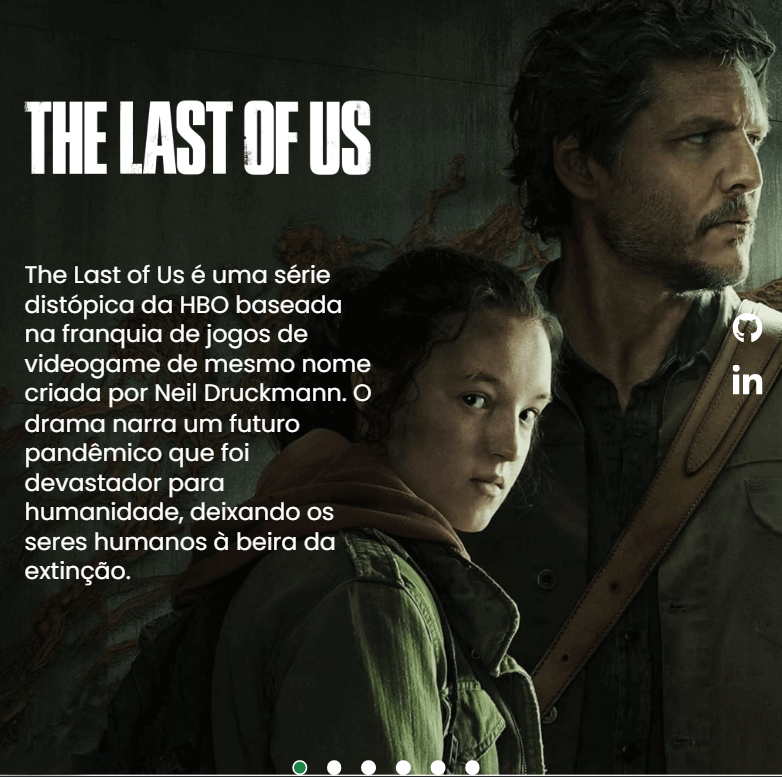 THE LAST OF US
The Last of Us é uma série
distópica da HBO baseada
na franquia de jogos de
videogame de mesmo nome
criada por Neil Druckmann. O
drama narra um futuro
pandêmico que foi
devastador para
humanidade, deixando os
seres humanos à beira da
extinção.
in